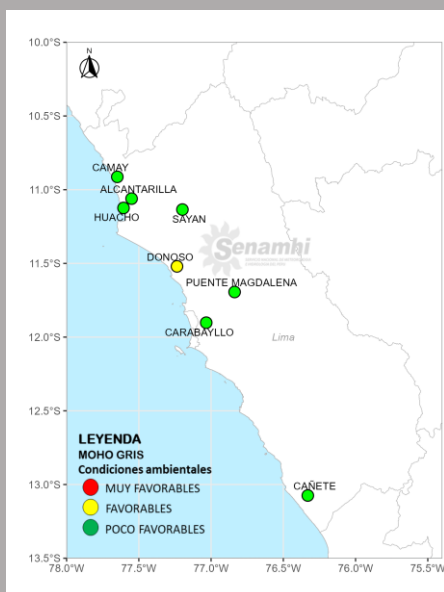 10.0°S
N
10.5°S
CAMAY
11.0°S
ALCANTARILLA
HUACHO
SAYAN
11.5°S
DONOSO
Senamhi
PUENTE MAGDALENA
12.0°S
CARABAYLLO
Lima
12.5°S
LEYENDA
MOHO GRIS
Condiciones ambientales
MUY FAVORABLES
FAVORABLES
POCO FAVORABLES
13.0°S
CAÑETE
13.5°S
78.0°W 77.5°W 77.0°W 76.5°W 76.0°W 75.5°W